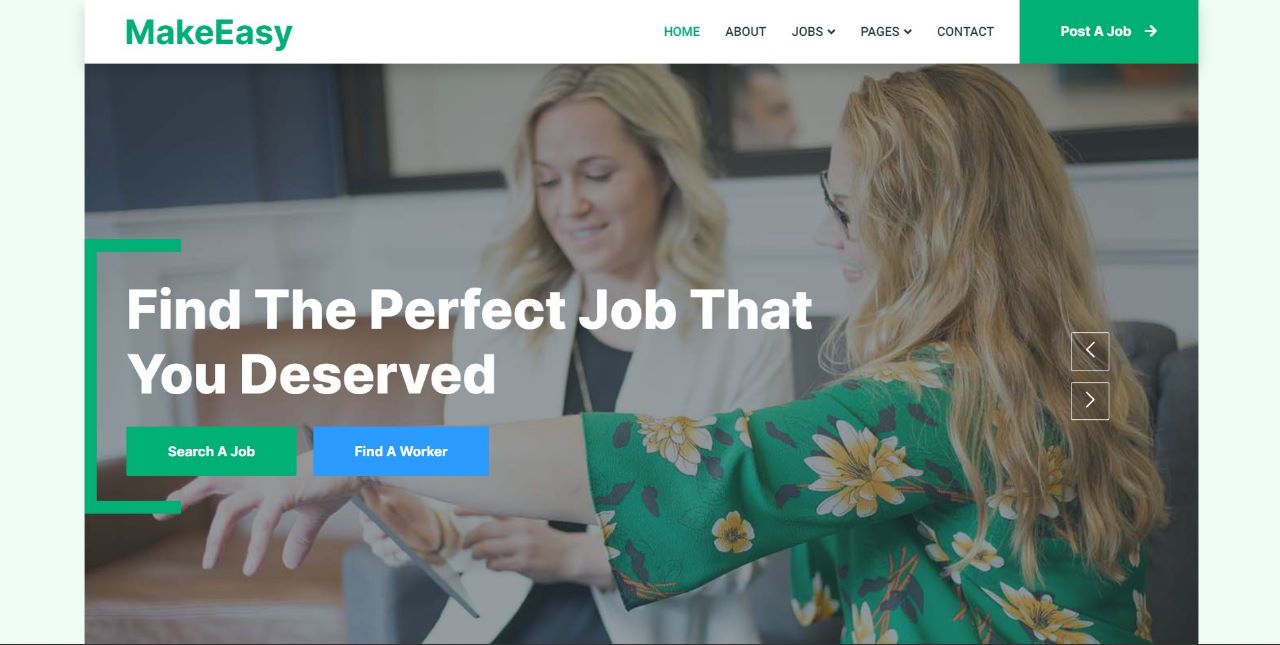 MakeEasy
HOME ABOUT JOBS PAGES CONTACT Post A Job
Find The Perfect Job That
You Deserved
Search A Job Find A Worker